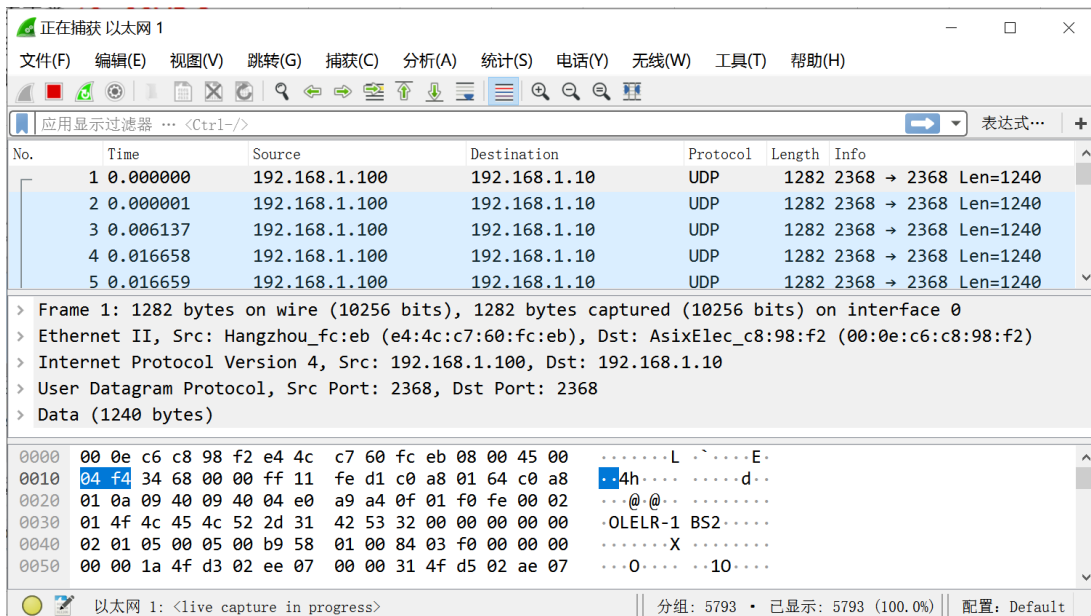 正在捕获 以太网 1
文件(F) 编辑(E) 视图(V) 跳转(G) 捕获(C) 分析(A) 统计(S) 电话(Y) 无线(W) 工具(T) 帮助(H)
应用显示过滤器 … <Ctrl-/> 表达式… +
No. Time Source Destination Protocol Length Info
1 0.000000 192.168.1.100 192.168.1.10 UDP 1282 2368 → 2368 Len=1240
2 0.000001 192.168.1.100 192.168.1.10 UDP 1282 2368 → 2368 Len=1240
3 0.006137 192.168.1.100 192.168.1.10 UDP 1282 2368 → 2368 Len=1240
4 0.016658 192.168.1.100 192.168.1.10 UDP 1282 2368 → 2368 Len=1240
5 0.016659 192.168.1.100 192.168.1.10 UDP 1282 2368 → 2368 Len=1240
> Frame 1: 1282 bytes on wire (10256 bits), 1282 bytes captured (10256 bits) on interface 0
> Ethernet II, Src: Hangzhou_fc:eb (e4:4c:c7:60:fc:eb), Dst: AsixElec_c8:98:f2 (00:0e:c6:c8:98:f2)
> Internet Protocol Version 4, Src: 192.168.1.100, Dst: 192.168.1.10
> User Datagram Protocol, Src Port: 2368, Dst Port: 2368
> Data (1240 bytes)
0000 00 0e c6 c8 98 f2 e4 4c c7 60 fc eb 08 00 45 00 ·······L ·`····E·
0010 04 f4 34 68 00 00 ff 11 fe d1 c0 a8 01 64 c0 a8 ··4h···· ·····d··
0020 01 0a 09 40 09 40 04 e0 a9 a4 0f 01 f0 fe 00 02 ···@·@·· ········
0030 01 4f 4c 45 4c 52 2d 31 42 53 32 00 00 00 00 00 ·OLELR-1 BS2·····
0040 02 01 05 00 05 00 b9 58 01 00 84 03 f0 00 00 00 ·······X ········
0050 00 00 1a 4f d3 02 ee 07 00 00 31 4f d5 02 ae 07 ···O···· ··1O····
以太网 1: <live capture in progress> 分组: 5793 · 已显示: 5793 (100.0%) 配置: Default